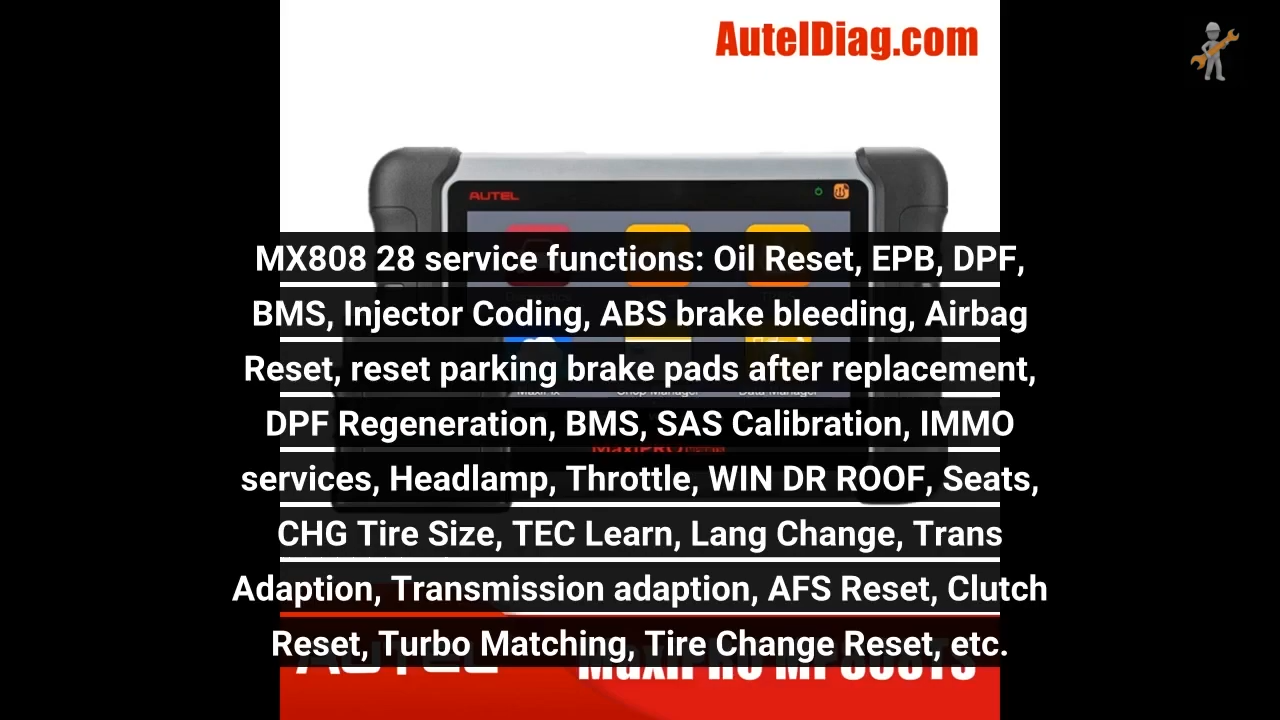 AutelDiag.com
AUTEL
MX808 28 service functions: Oil Reset, EPB, DPF,
BMS, Injector Coding, ABS brake bleeding, Airbag
Reset, reset parking brake pads after replacement,
DPF Regeneration, BMS, SAS Calibration, IMMO
services, Headlamp, Throttle, WIN DR ROOF, Seats,
CHG Tire Size, TEC Learn, Lang Change, Trans
Adaption, Transmission adaption, AFS Reset, Clutch
Reset, Turbo Matching, Tire Change Reset, etc.
AUTEL MaxiPRO MP808TS